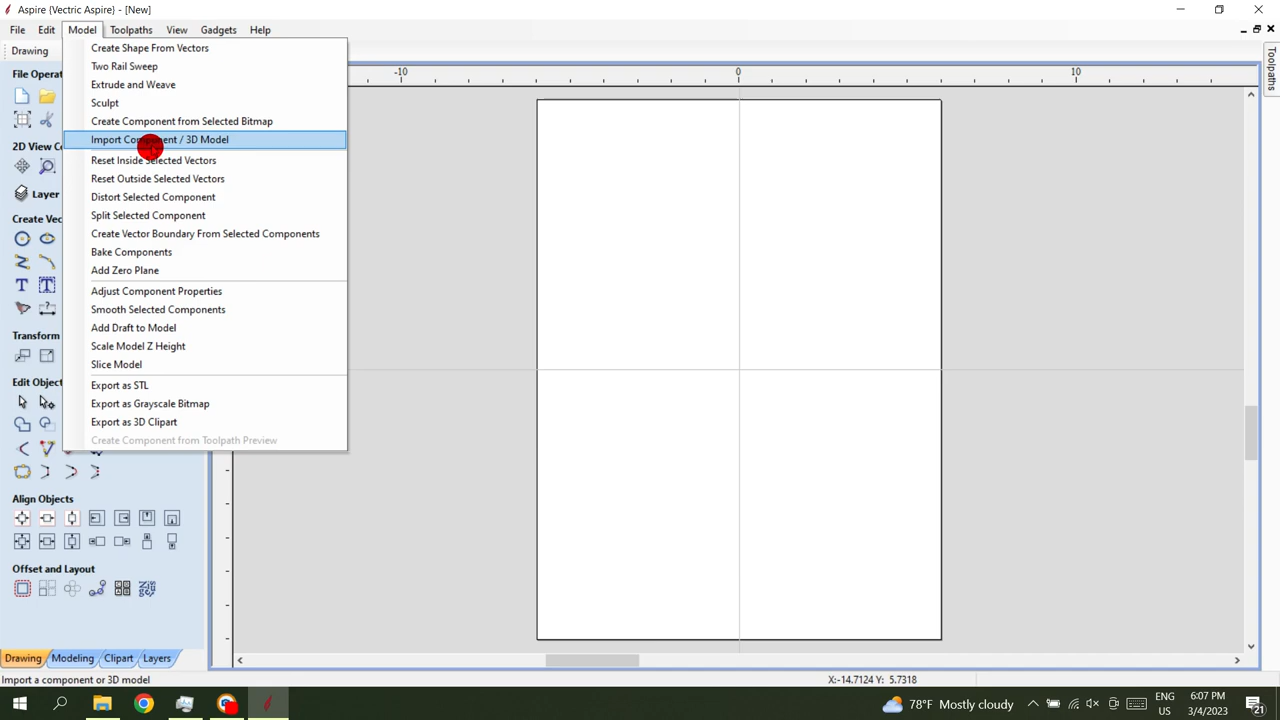 Aspire {Vectric Aspire} - [New]
File Edit Model Toolpaths View Gadgets Help
Drawing
File Operat
2D View Co
Layer
Create Vec
Transform
Edit Object
Align Objects
Offset and Layout
Create Shape From Vectors
Two Rail Sweep
Extrude and Weave
Sculpt
Create Component from Selected Bitmap
Import Component / 3D Model
Reset Inside Selected Vectors
Reset Outside Selected Vectors
Distort Selected Component
Split Selected Component
Create Vector Boundary From Selected Components
Bake Components
Add Zero Plane
Adjust Component Properties
Smooth Selected Components
Add Draft to Model
Scale Model Z Height
Slice Model
Export as STL
Export as Grayscale Bitmap
Export as 3D Clipart
Create Component from Toolpath Preview
-10 0 10
Toolpaths
Drawing Modeling Clipart Layers
Import a component or 3D model
X:-14.7124 Y: 5.7318
78°F Mostly cloudy
ENG
US
6:07 PM
3/4/2023
21